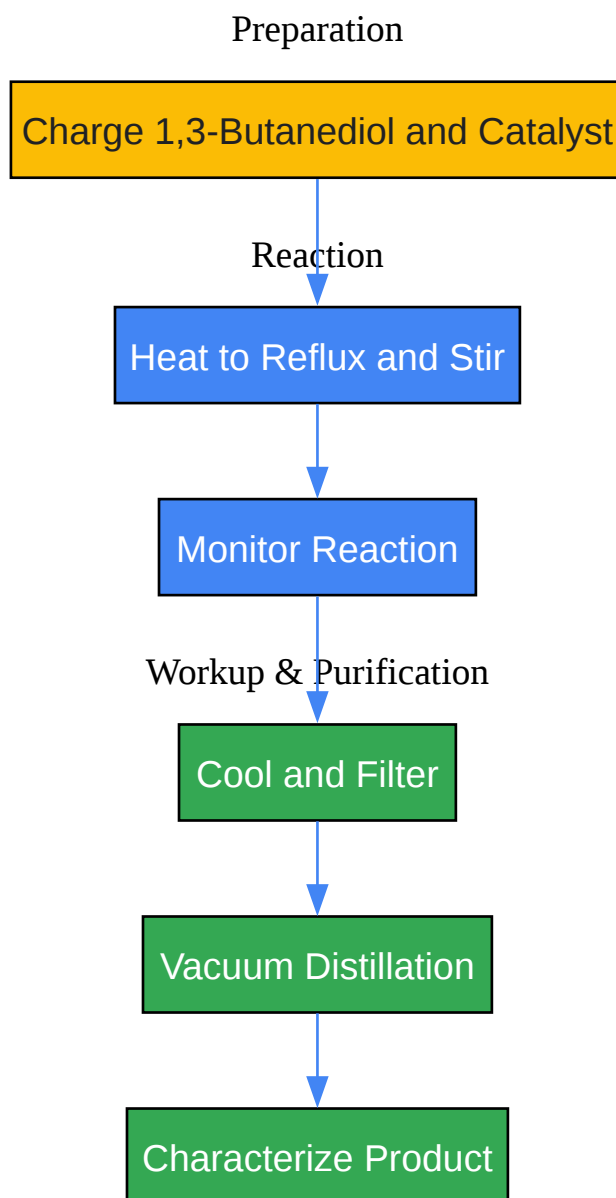 Preparation
Charge 1,3-Butanediol and Catalyst
Reaction
Heat to Reflux and Stir
Monitor Reaction
Workup & Purification
Cool and Filter
Vacuum Distillation
Characterize Product